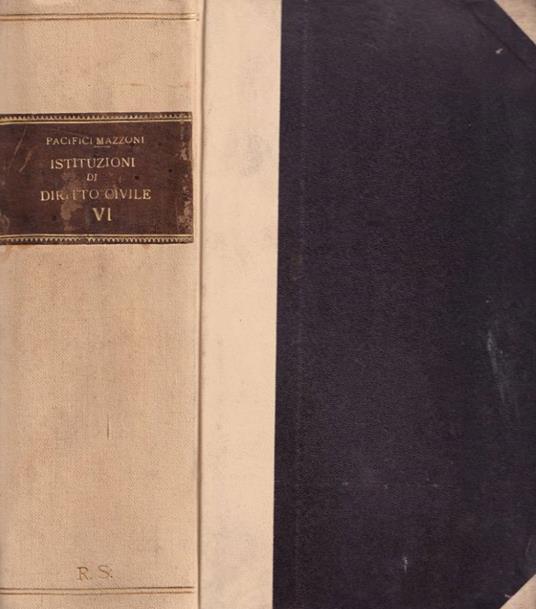 PACIFICI MAZZONI
ISTITUZIONI
DI
DIRITTO CIVILE
VI
R. S.